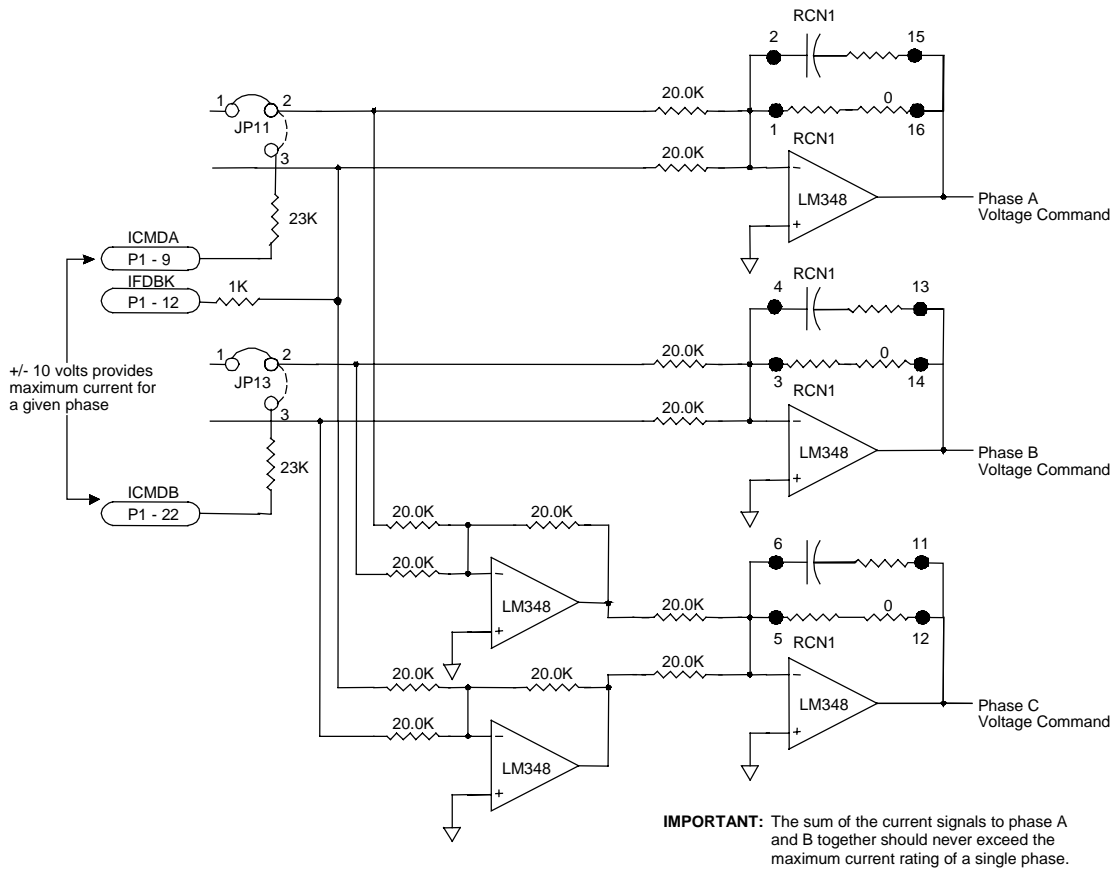 RCN1
2
15
20.0K
0
1
16
RCN1
20.0K
LM348
Phase A
Voltage Command
1
2
JP11
3
23K
ICMDA
P1 - 9
IFDBK
P1 - 12
1K
+/- 10 volts provides
maximum current for
a given phase
1
2
JP13
3
23K
ICMDB
P1 - 22
RCN1
4
13
20.0K
0
3
14
RCN1
20.0K
LM348
Phase B
Voltage Command
20.0K
20.0K
20.0K
LM348
6
11
20.0K
0
5
12
RCN1
20.0K
LM348
Phase C
Voltage Command
20.0K
20.0K
20.0K
LM348
IMPORTANT: The sum of the current signals to phase A
and B together should never exceed the
maximum current rating of a single phase.